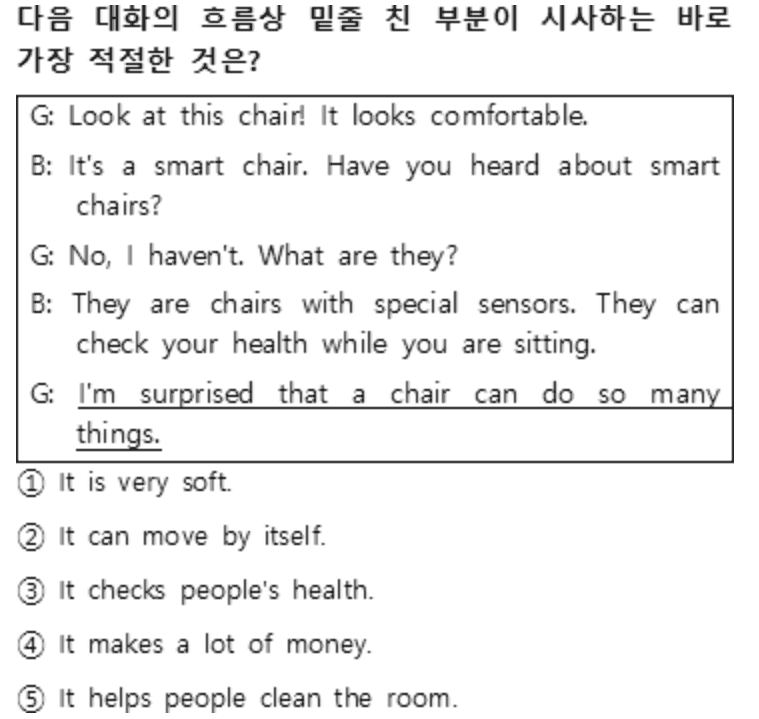 다음 대화의 흐름상 밑줄 친 부분이 시사하는 바로
가장 적절한 것은?
G: Look at this chair! It looks comfortable.
B: It's a smart chair. Have you heard about smart
chairs?
G: No, I haven't. What are they?
B: They are chairs with special sensors. They can
check your health while you are sitting.
G: I'm surprised that a chair can do so many
things.
① It is very soft.
② It can move by itself.
③ It checks people's health.
④ It makes a lot of money.
⑤ It helps people clean the room.